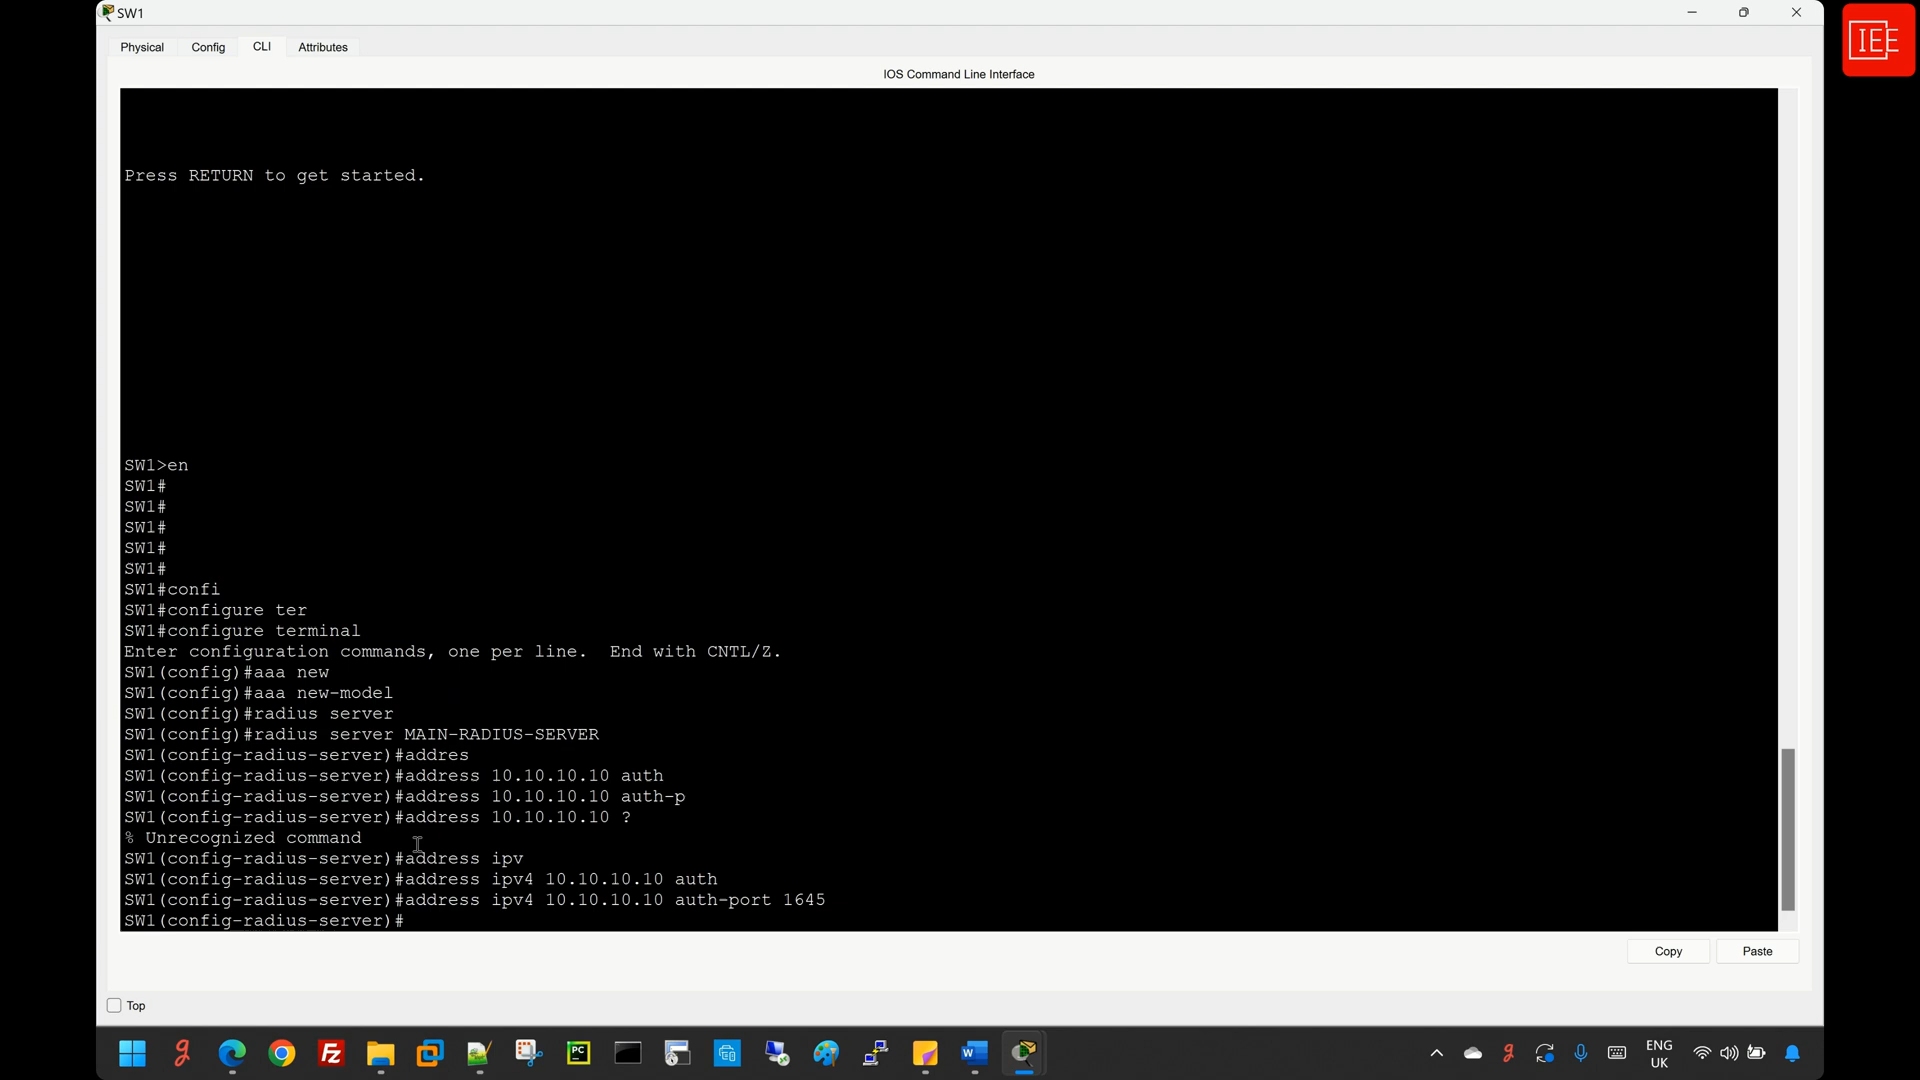 SW1
IEE
Physical Config CLI Attributes
IOS Command Line Interface
Press RETURN to get started.
SW1>en
SW1#
SW1#
SW1#
SW1#
SW1#
SW1#confi
SW1#configure ter
SW1#configure terminal
Enter configuration commands, one per line.  End with CNTL/Z.
SW1(config)#aaa new
SW1(config)#aaa new-model
SW1(config)#radius server
SW1(config)#radius server MAIN-RADIUS-SERVER
SW1(config-radius-server)#addres
SW1(config-radius-server)#address 10.10.10.10 auth
SW1(config-radius-server)#address 10.10.10.10 auth-p
SW1(config-radius-server)#address 10.10.10.10 ?
% Unrecognized command
SW1(config-radius-server)#address ipv
SW1(config-radius-server)#address ipv4 10.10.10.10 auth
SW1(config-radius-server)#address ipv4 10.10.10.10 auth-port 1645
SW1(config-radius-server)#
Copy Paste
Top
ENG
UK